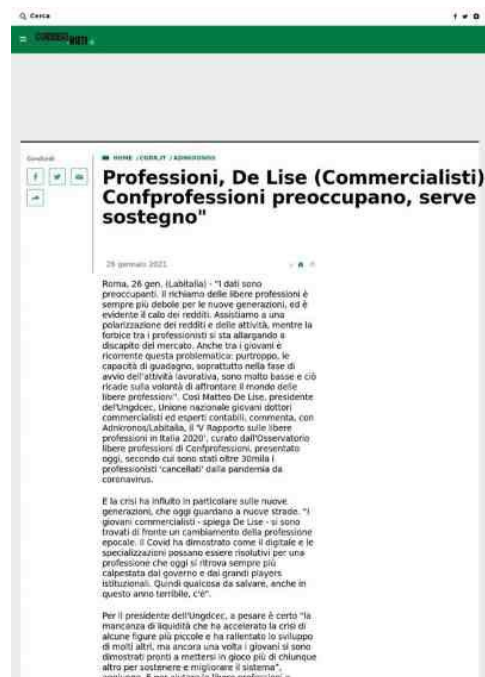 Cerca
CORRIERE RIETI
Condividi
HOME / CORR.IT / ADNKRONOS
Professioni, De Lise (Commercialisti)
Confprofessioni preoccupano, serve
sostegno"
26 gennaio 2021
Roma, 26 gen. (Labitalia) - "I dati sono
preoccupanti. Il richiamo delle libere professioni è
sempre più debole per le nuove generazioni, ed è
evidente il calo dei redditi. Assistiamo a una
polarizzazione dei redditi e delle attività, mentre la
forbice tra i professionisti si sta allargando a
discapito del mercato. Anche tra i giovani è
ricorrente questa problematica: purtroppo, le
capacità di guadagno, soprattutto nella fase di
avvio dell'attività lavorativa, sono molto basse e ciò
ricade sulla volontà di affrontare il mondo delle
libere professioni". Così Matteo De Lise, presidente
dell'Ungdcec, Unione nazionale giovani dottori
commercialisti ed esperti contabili, commenta, con
Adnkronos/Labitalia, il 'V Rapporto sulle libere
professioni in Italia 2020', curato dall'Osservatorio
libere professioni di Confprofessioni, presentato
oggi, secondo cui sono stati oltre 30mila i
professionisti 'cancellati' dalla pandemia da
coronavirus.
E la crisi ha influito in particolare sulle nuove
generazioni, che oggi guardano a nuove strade. "I
giovani commercialisti - spiega De Lise - si sono
trovati di fronte un cambiamento della professione
epocale. Il Covid ha dimostrato come il digitale e le
specializzazioni possano essere risolutivi per una
professione che oggi si ritrova sempre più
calpestata dal governo e dai grandi players
istituzionali. Quindi qualcosa da salvare, anche in
questo anno terribile, c'è".
Per il presidente dell'Ungdcec, a pesare è certo "la
mancanza di liquidità che ha accelerato la crisi di
alcune figure più piccole e ha rallentato lo sviluppo
di molti altri, ma ancora una volta i giovani si sono
dimostrati pronti a mettersi in gioco più di chiunque
altro per sostenere e migliorare il sistema",